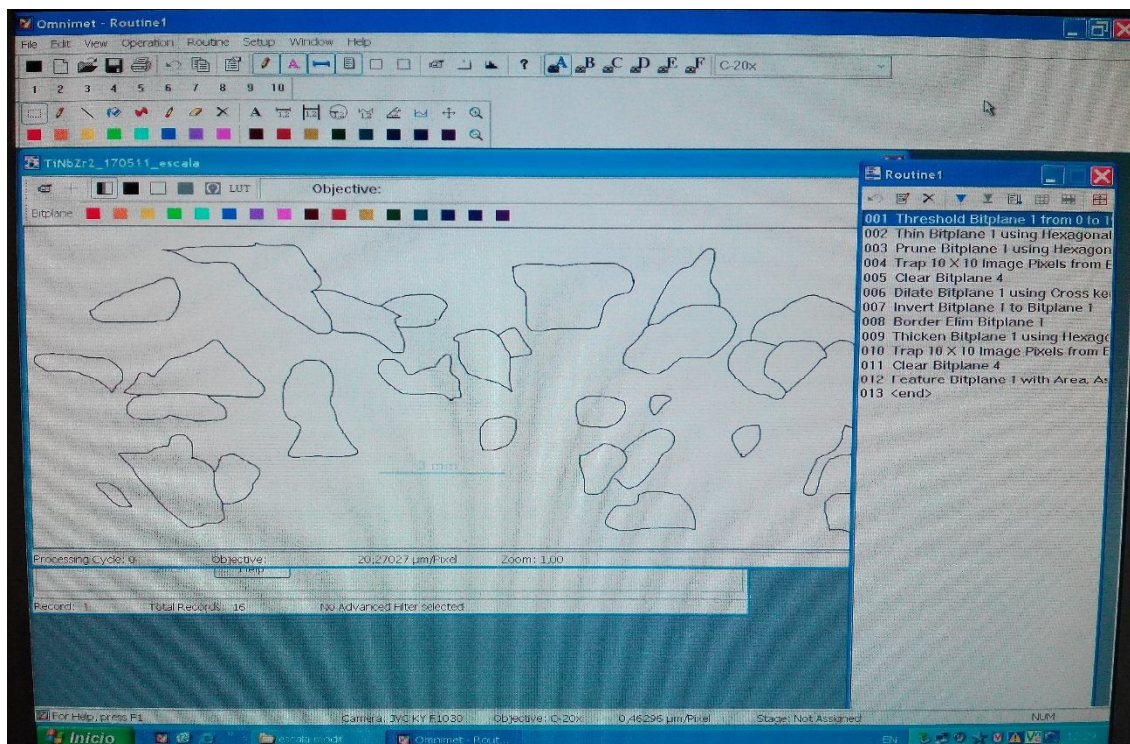 Omnimet - Routine1
File Edit View Operation Routine Setup Window Help
A B C D E F C-20x
1 2 3 4 5 6 7 8 9 10
TiNbZr2_170511_escala
LUT Objective:
Bitplane
3 mm
Processing Cycle: 0 Objective: 20,27027 µm/Pixel Zoom: 1,00
Help
Record: 1 Total Records: 16 No Advanced Filter selected
Routine1
001 Threshold Bitplane 1 from 0 to 1
002 Thin Bitplane 1 using Hexagonal
003 Prune Bitplane 1 using Hexagon
004 Trap 10 X 10 Image Pixels from E
005 Clear Bitplane 4
006 Dilate Bitplane 1 using Cross ke
007 Invert Bitplane 1 to Bitplane 1
008 Border Elim Bitplane 1
009 Thicken Bitplane 1 using Hexago
010 Trap 10 X 10 Image Pixels from E
011 Clear Bitplane 4
012 Feature Bitplane 1 with Area, As
013 <end>
For Help, press F1 Camera: JVC KY F1030 Objective: C-20x 0,46296 µm/Pixel Stage: Not Assigned NUM
Inicio Omnimet - Rout... EN